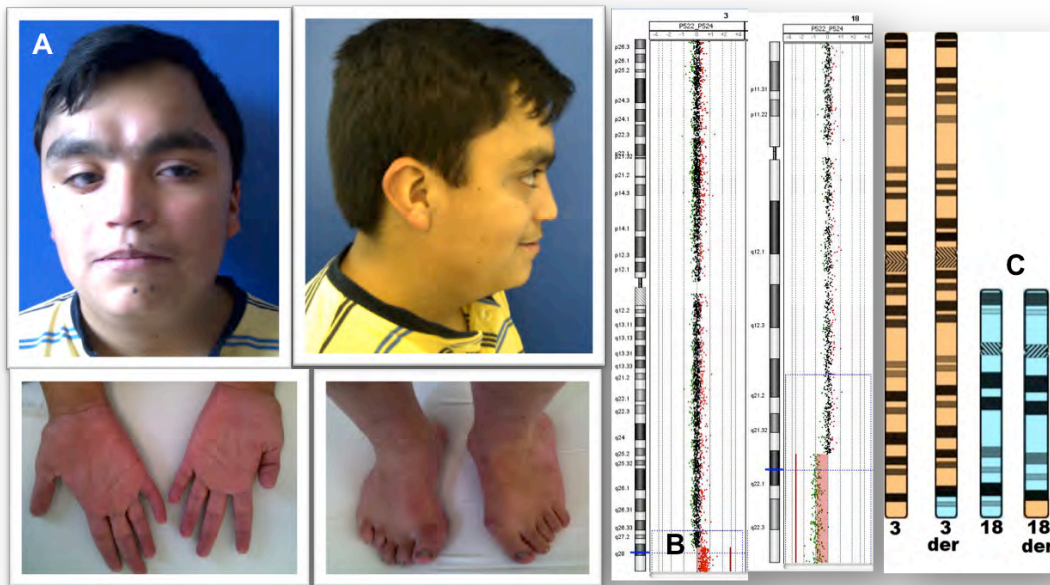 A
3
P522_P524
p26.3
p26.1
p25.2
p24.3
p24.1
p22.3
p21.2
p14.3
p14.1
p12.3
p12.1
q12.2
q13.11
q13.13
q13.31
q13.33
q21.2
q22.1
q22.3
q24
q25.2
q25.32
q26.1
q26.31
q26.33
q27.2
q28
B
18
P522_P524
p11.31
p11.22
q12.1
q12.3
q21.2
q21.32
q22.1
q22.3
C
3
3
der
18
18
der